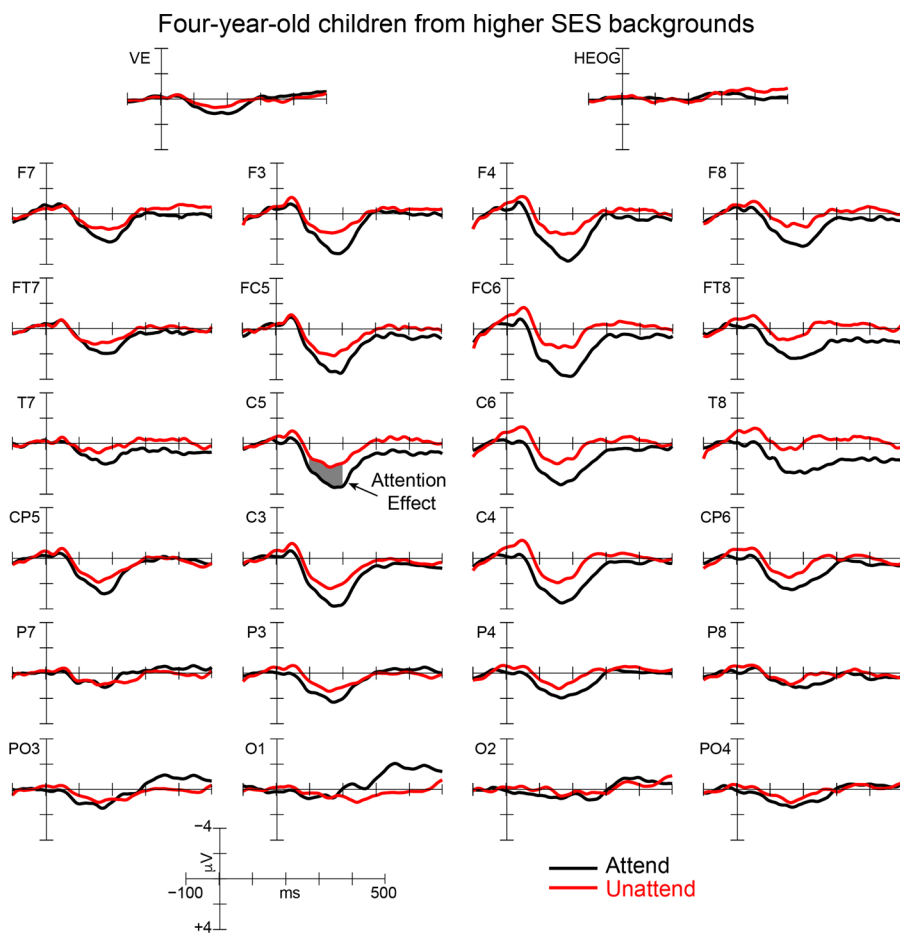 Four-year-old children from higher SES backgrounds
VE
HEOG
F7
F3
F4
F8
FT7
FC5
FC6
FT8
T7
C5
C6
T8
Attention
Effect
CP5
C3
C4
CP6
P7
P3
P4
P8
PO3
O1
O2
PO4
−4
μV
−100
ms
500
+4
Attend
Unattend